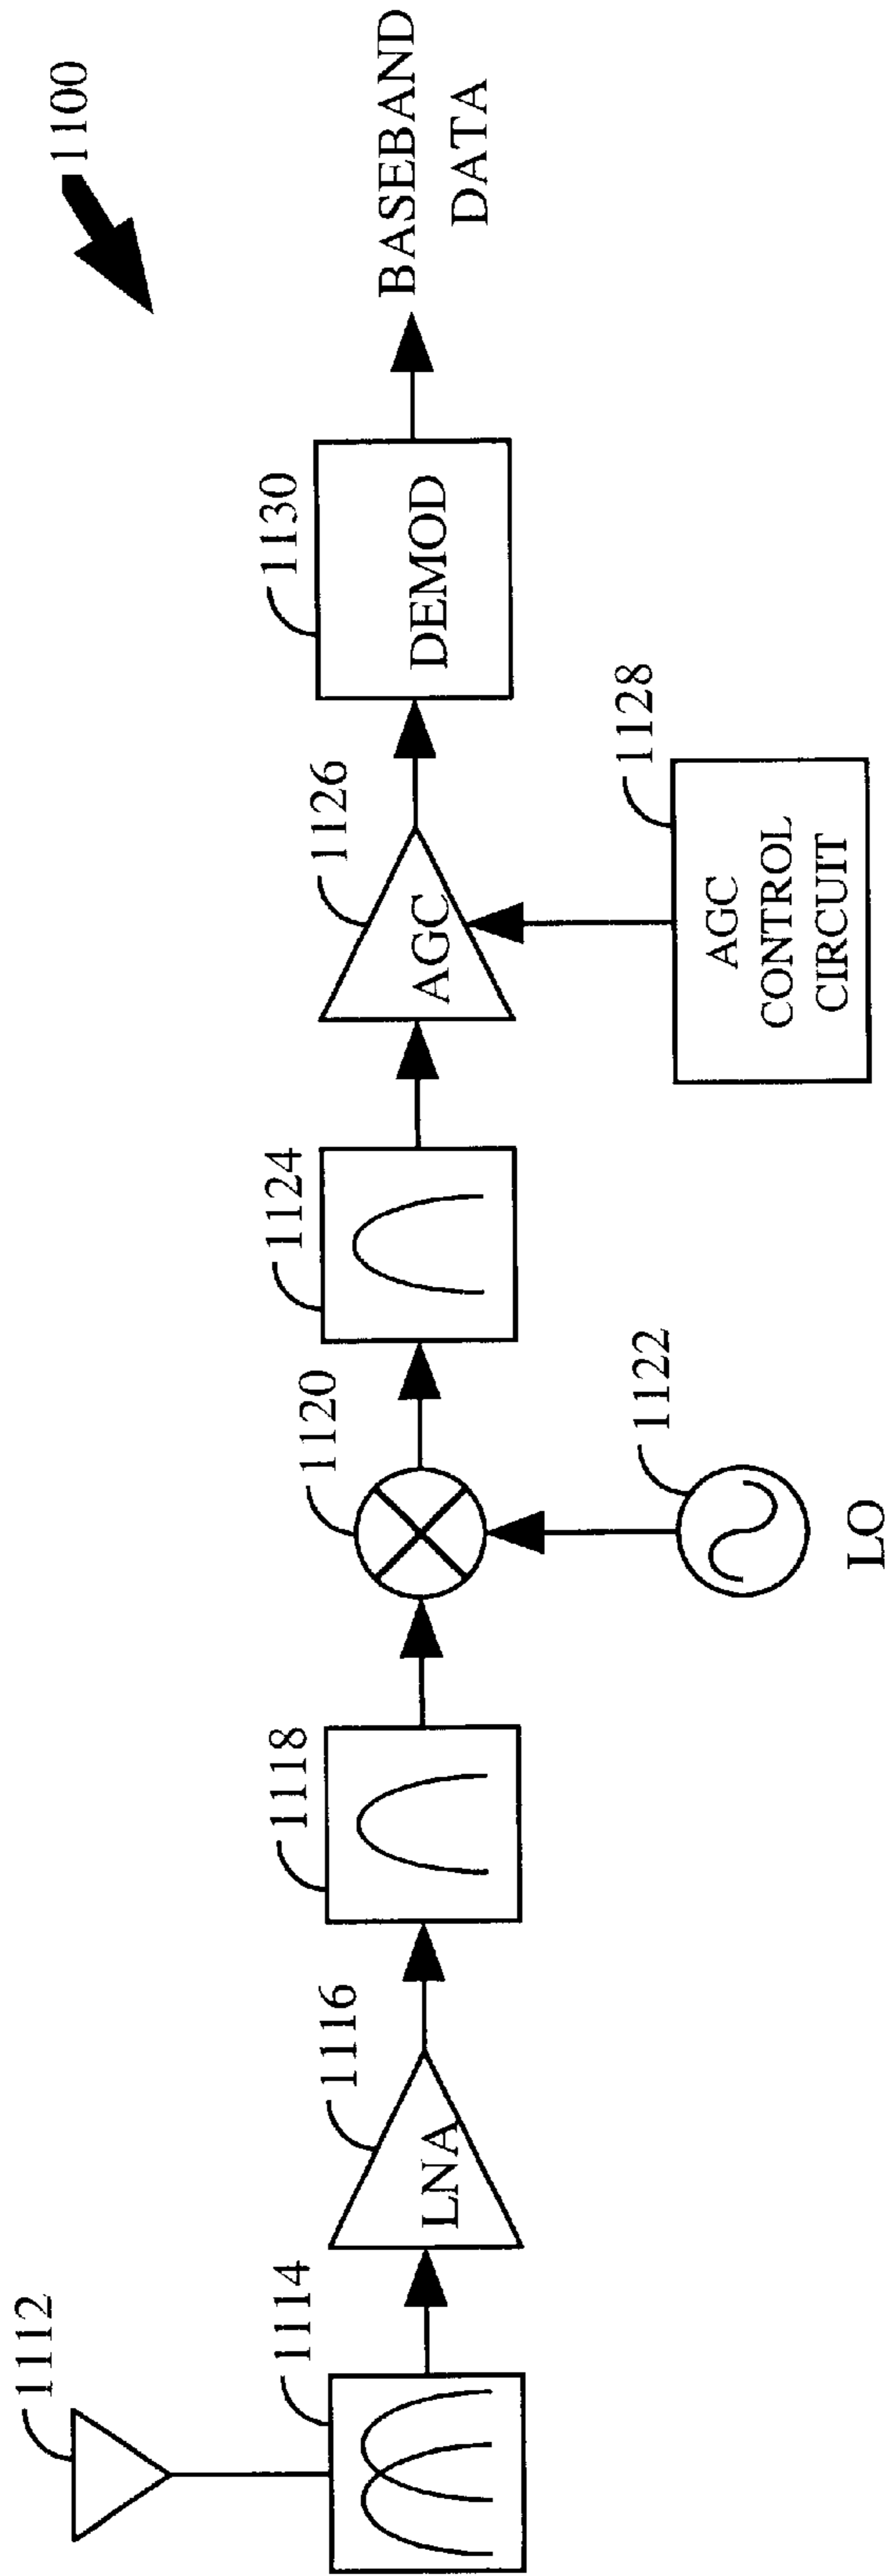 1100
1112
1114
1116
LNA
1118
1120
1122
LO
1124
1126
AGC
1128
AGC
CONTROL
CIRCUIT
1130
DEMOD
BASEBAND
DATA